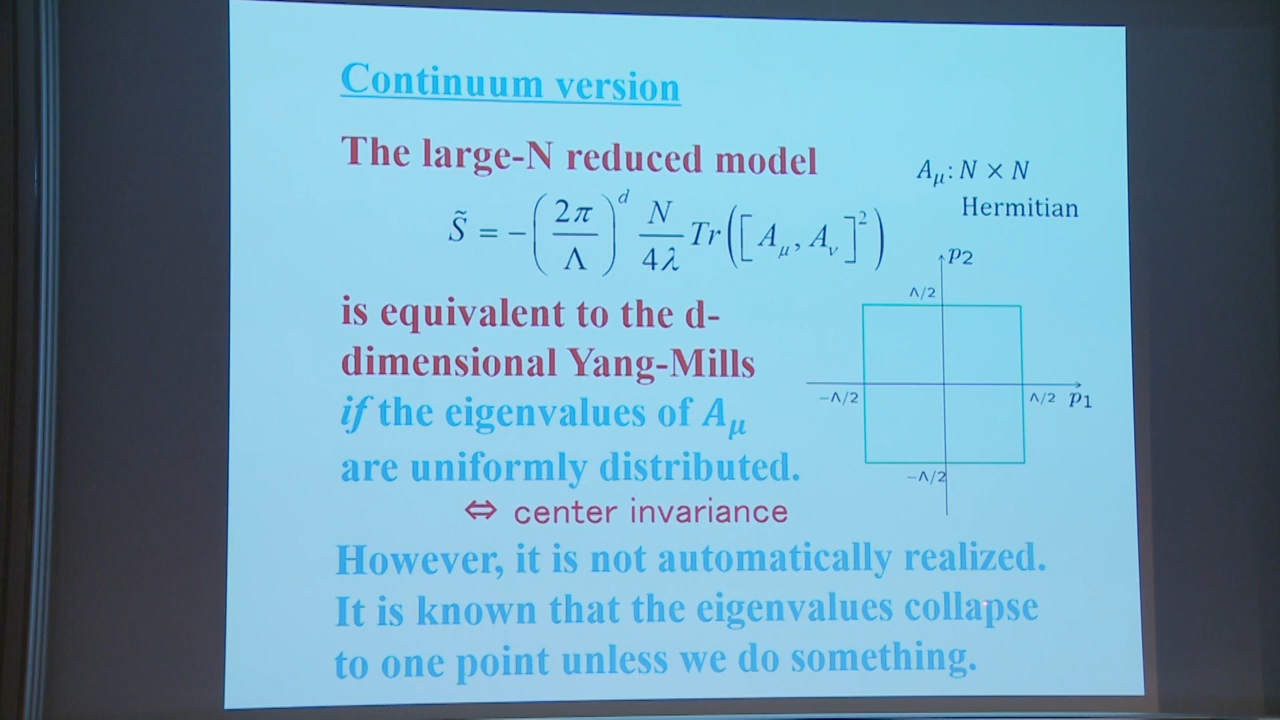 Continuum version
The large-N reduced model
A_μ: N × N
Hermitian
S̃ = −(2π/Λ)^d N/4λ Tr([A_μ, A_ν]^2)
is equivalent to the d-
dimensional Yang-Mills
if the eigenvalues of A_μ
are uniformly distributed.
⇔ center invariance
However, it is not automatically realized.
It is known that the eigenvalues collapse
to one point unless we do something.
p2
Λ/2
−Λ/2
Λ/2 p1
−Λ/2